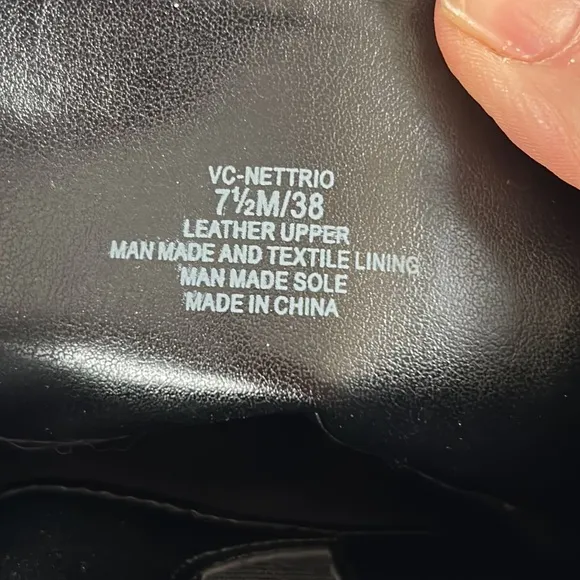 VC-NETTRIO
7½M/38
LEATHER UPPER
MAN MADE AND TEXTILE LINING
MAN MADE SOLE
MADE IN CHINA